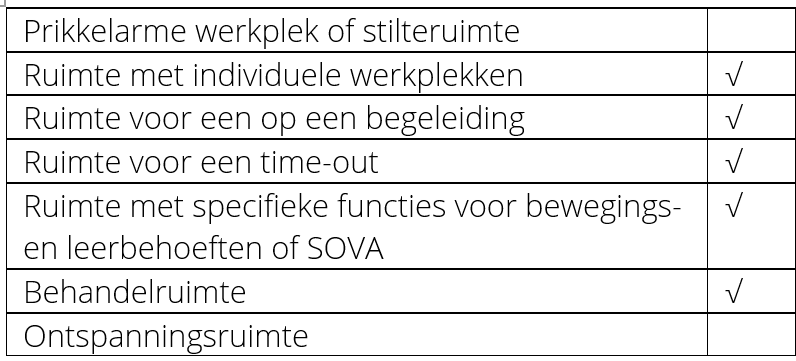 Prikkelarme werkplek of stilteruimte
Ruimte met individuele werkplekken √
Ruimte voor een op een begeleiding √
Ruimte voor een time-out √
Ruimte met specifieke functies voor bewegings- √
en leerbehoeften of SOVA
Behandelruimte √
Ontspanningsruimte